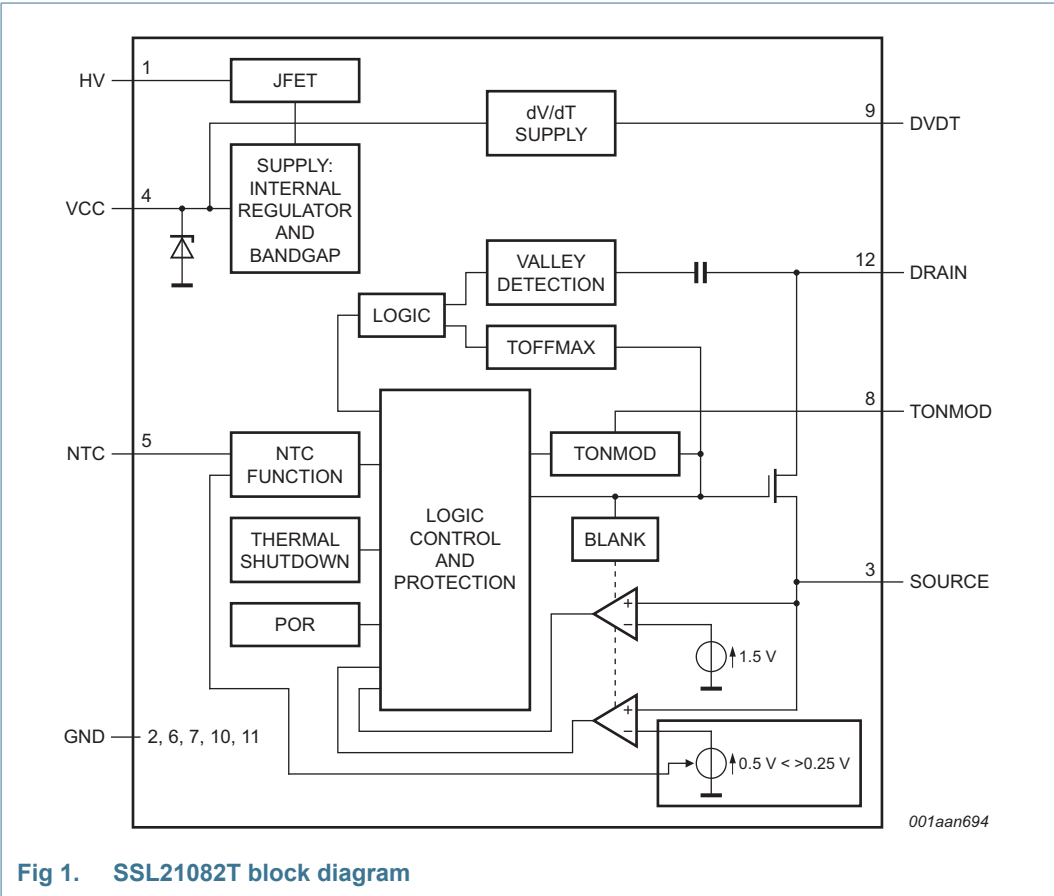 HV
1
JFET
dV/dT
SUPPLY
9
DVDT
SUPPLY:
INTERNAL
REGULATOR
AND
BANDGAP
VCC
4
VALLEY
DETECTION
12
DRAIN
LOGIC
TOFFMAX
8
TONMOD
TONMOD
NTC
5
NTC
FUNCTION
LOGIC
CONTROL
AND
PROTECTION
BLANK
THERMAL
SHUTDOWN
3
SOURCE
POR
+
−
1.5 V
+
−
0.5 V < >0.25 V
GND
2, 6, 7, 10, 11
001aan694
Fig 1. SSL21082T block diagram